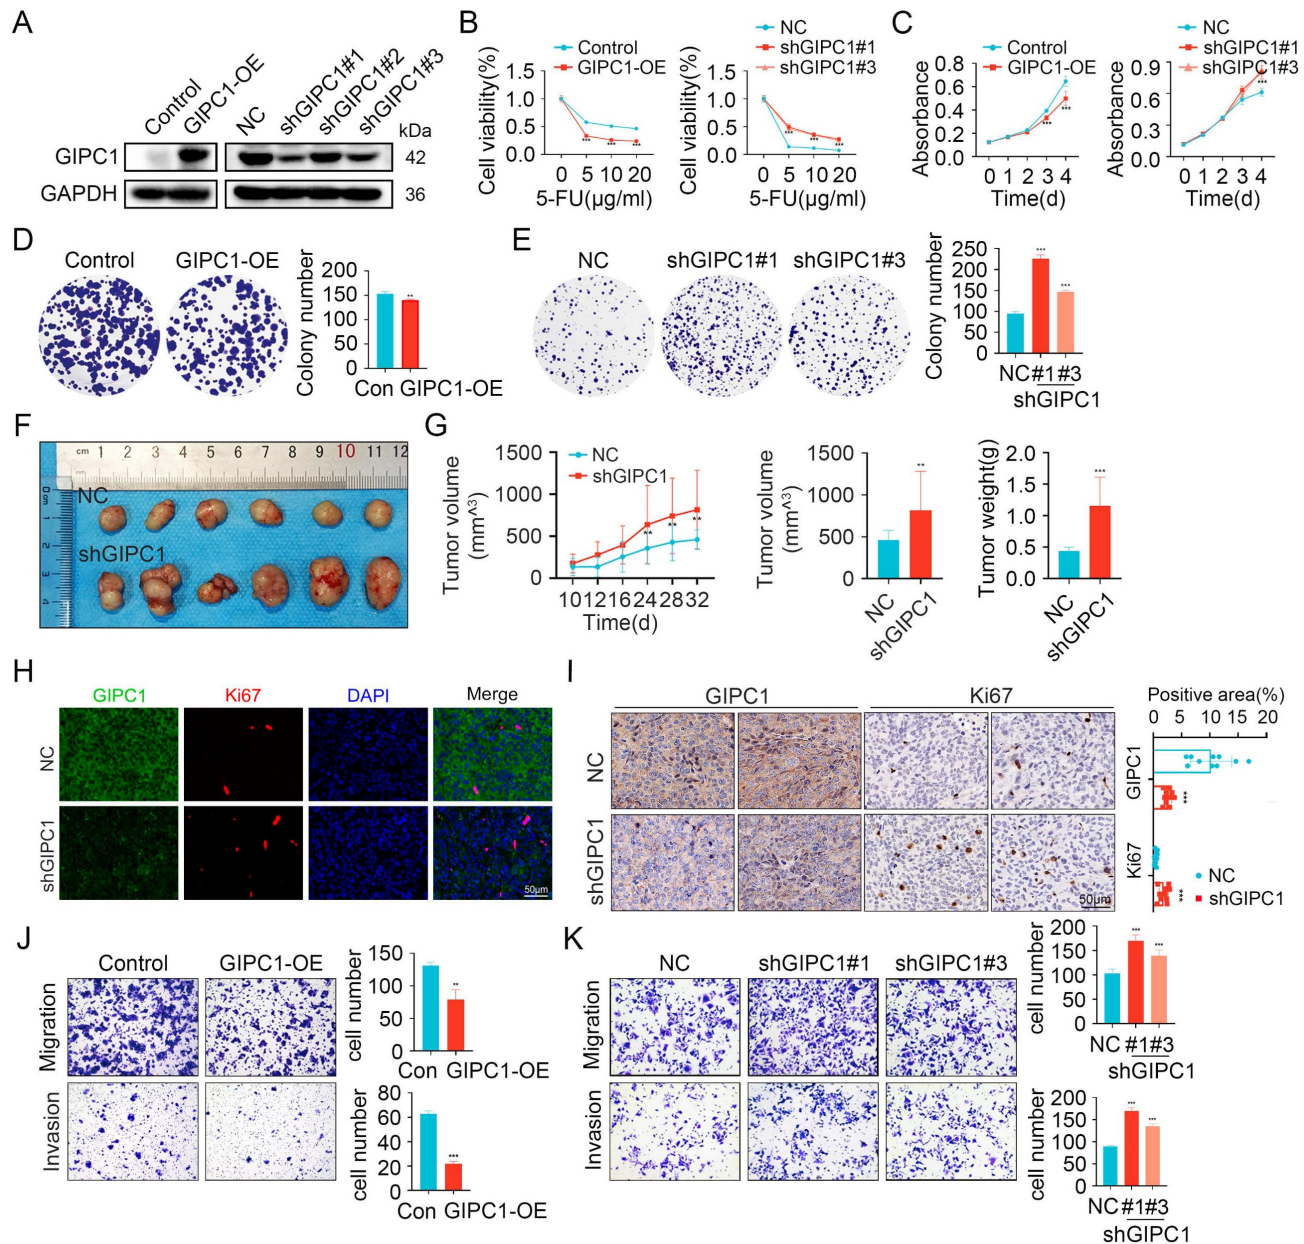 A
Control
GIPC1-OE
NC
shGIPC1#1
shGIPC1#2
shGIPC1#3
kDa
GIPC1
42
GAPDH
36
B
Control
GIPC1-OE
Cell viability(%)
1.5
1.0
0.5
0.0
***
***
***
0 5 10 20
5-FU(μg/ml)
NC
shGIPC1#1
shGIPC1#3
Cell viability(%)
1.5
1.0
0.5
0.0
***
***
***
0 5 10 20
5-FU(μg/ml)
C
Control
GIPC1-OE
Absorbance
0.8
0.6
0.4
0.2
0.0
***
***
0 1 2 3 4
Time(d)
NC
shGIPC1#1
shGIPC1#3
Absorbance
0.9
0.6
0.3
0.0
***
0 1 2 3 4
Time(d)
D
Control
GIPC1-OE
Colony number
200
150
100
50
0
**
Con GIPC1-OE
E
NC
shGIPC1#1
shGIPC1#3
Colony number
250
200
150
100
50
0
***
***
NC #1 #3
shGIPC1
F
cm 1 2 3 4 5 6 7 8 9 10 11 12
0 cm
1
2
3
4
NC
shGIPC1
G
NC
shGIPC1
Tumor volume
(mm^3)
1500
1000
500
0
**
**
**
10 12 16 24 28 32
Time(d)
Tumor volume
(mm^3)
1500
1000
500
0
**
NC
shGIPC1
Tumor weight(g)
2.0
1.5
1.0
0.5
0.0
***
NC
shGIPC1
H
GIPC1
Ki67
DAPI
Merge
NC
shGIPC1
50μm
I
GIPC1
Ki67
NC
shGIPC1
50μm
Positive area(%)
0 5 10 15 20
GIPC1
***
Ki67
***
NC
shGIPC1
J
Control
GIPC1-OE
Migration
Invasion
cell number
150
100
50
0
**
Con GIPC1-OE
cell number
80
60
40
20
0
***
Con GIPC1-OE
K
NC
shGIPC1#1
shGIPC1#3
Migration
Invasion
cell number
200
150
100
50
0
***
***
NC #1 #3
shGIPC1
cell number
200
150
100
50
0
***
***
NC #1 #3
shGIPC1